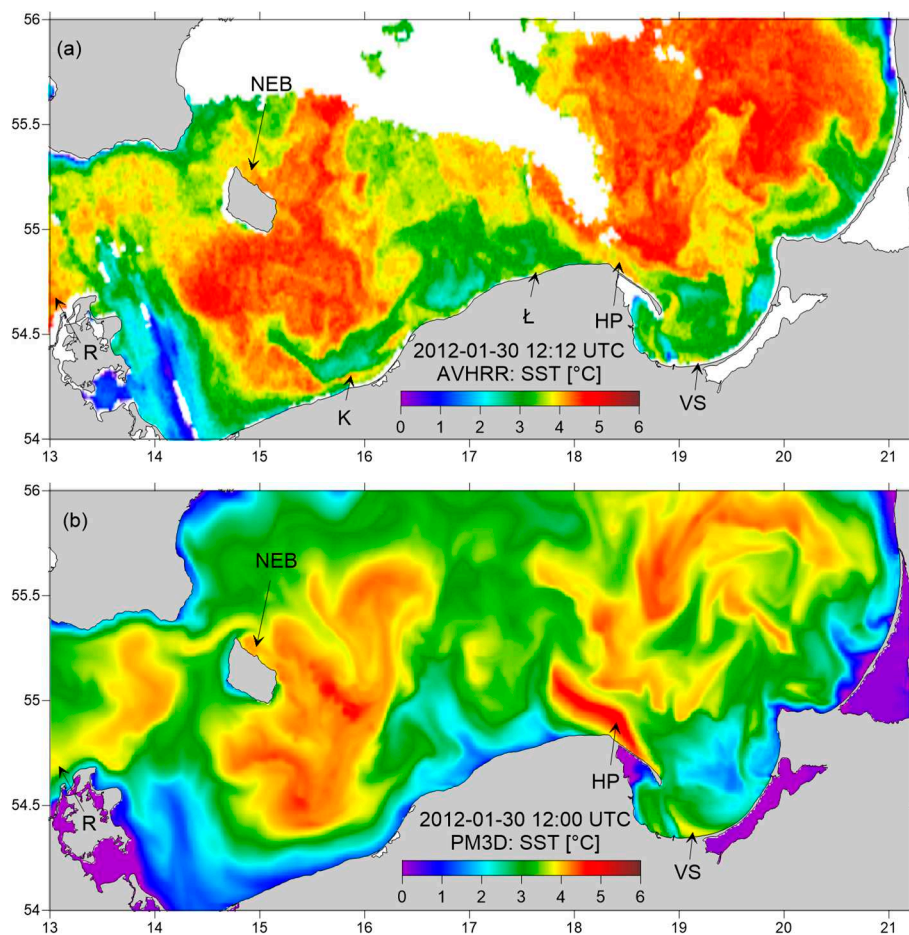 56
(a)
NEB
55.5
55
Ł
54.5
HP
R
2012-01-30 12:12 UTC
AVHRR: SST [°C]
K
VS
0 1 2 3 4 5 6
54
13 14 15 16 17 18 19 20 21
56
(b)
NEB
55.5
55
HP
54.5
R
2012-01-30 12:00 UTC
PM3D: SST [°C]
VS
0 1 2 3 4 5 6
54
13 14 15 16 17 18 19 20 21